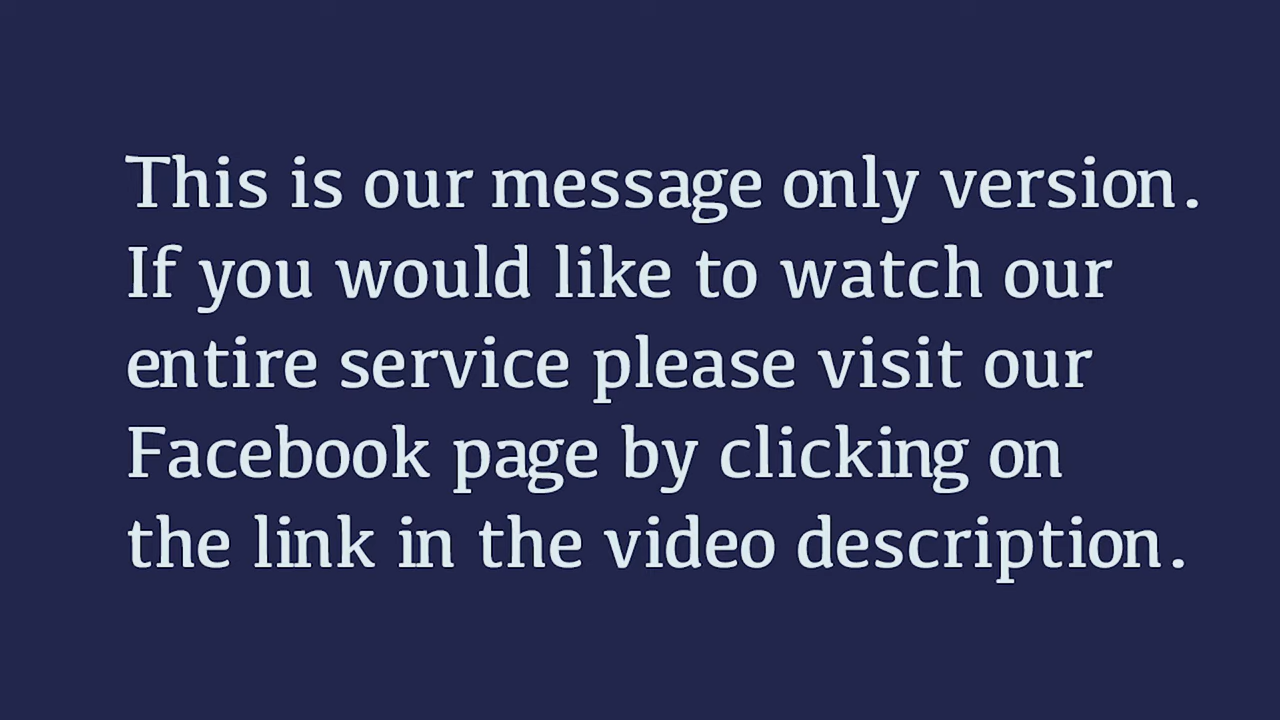 This is our message only version.
If you would like to watch our
entire service please visit our
Facebook page by clicking on
the link in the video description.